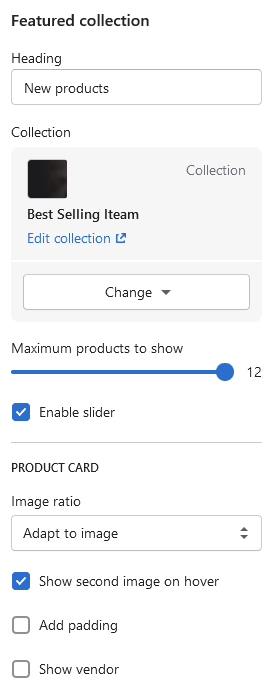 Featured collection
Heading
New products
Collection
Collection
Best Selling Iteam
Edit collection
Change
Maximum products to show
12
Enable slider
PRODUCT CARD
Image ratio
Adapt to image
Show second image on hover
Add padding
Show vendor